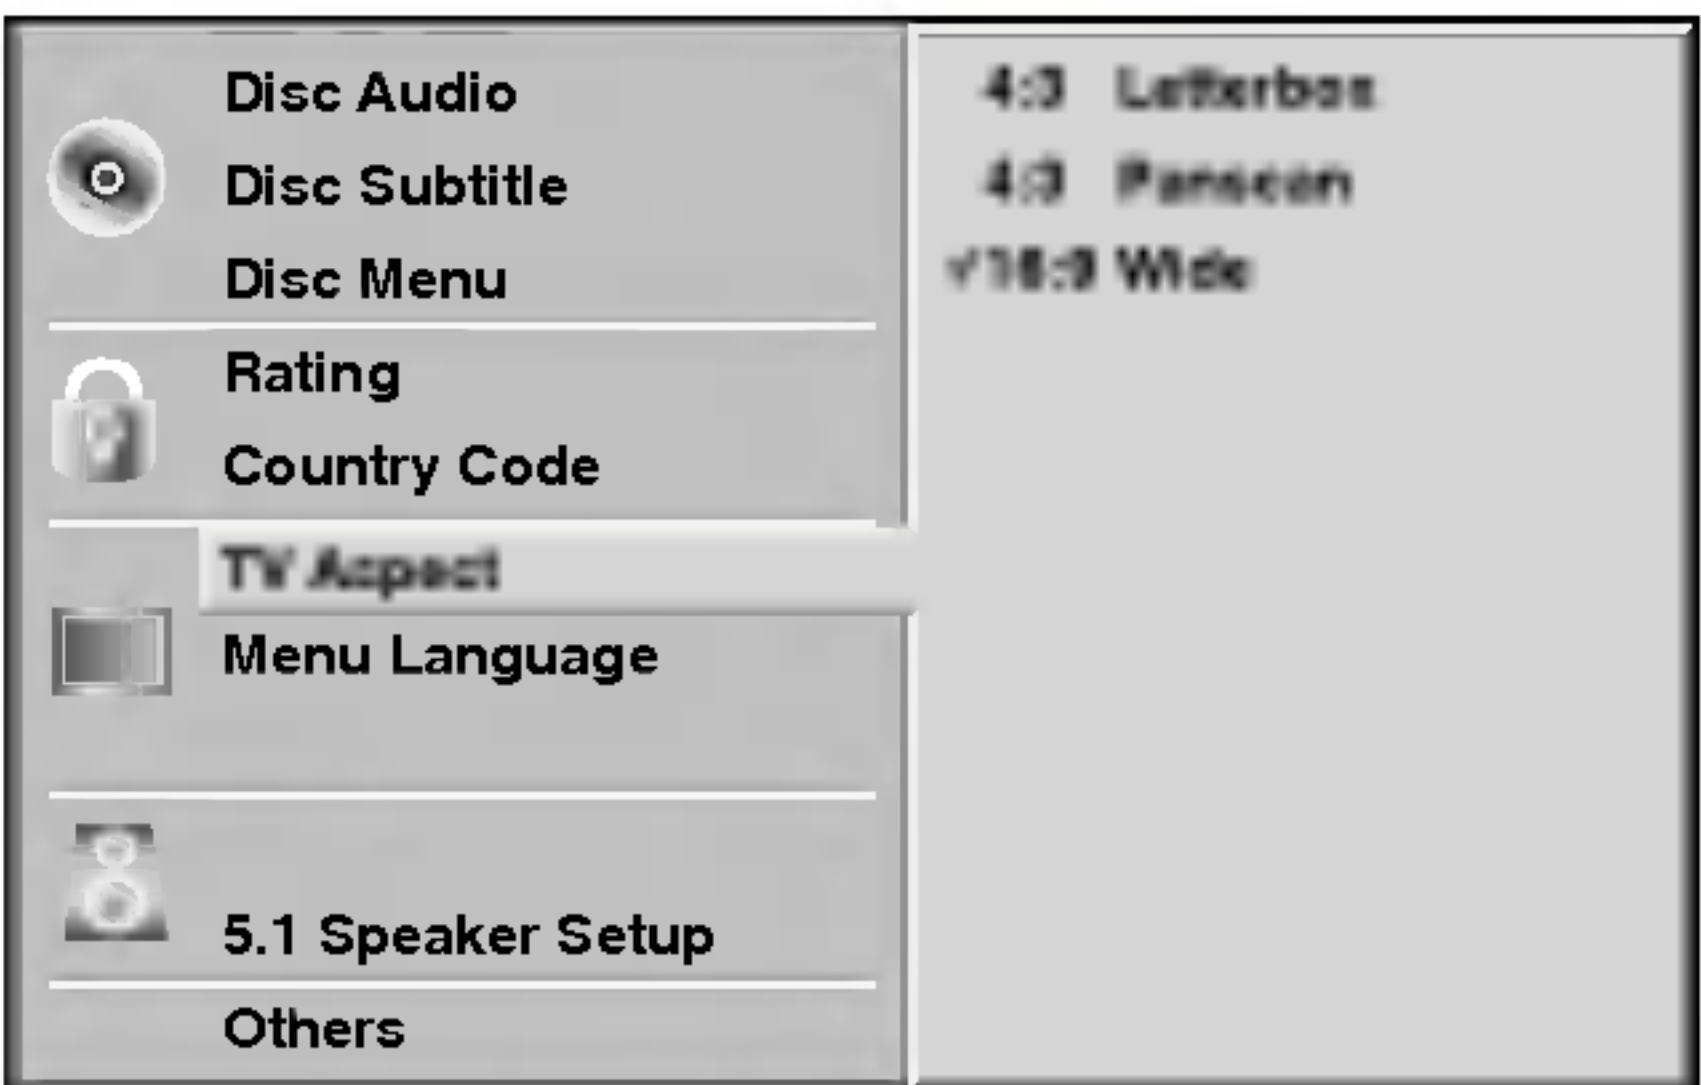 Disc Audio
Disc Subtitle
Disc Menu
Rating
Country Code
TV Aspect
Menu Language
5.1 Speaker Setup
Others
4:3 Letterbox
4:3 Panscan
√16:9 Wide